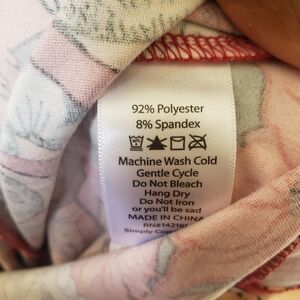 92% Polyester
8% Spandex
Machine Wash Cold
Gentle Cycle
Do Not Bleach
Hang Dry
Do Not Iron
or you'll be sad
MADE IN CHINA
Simply